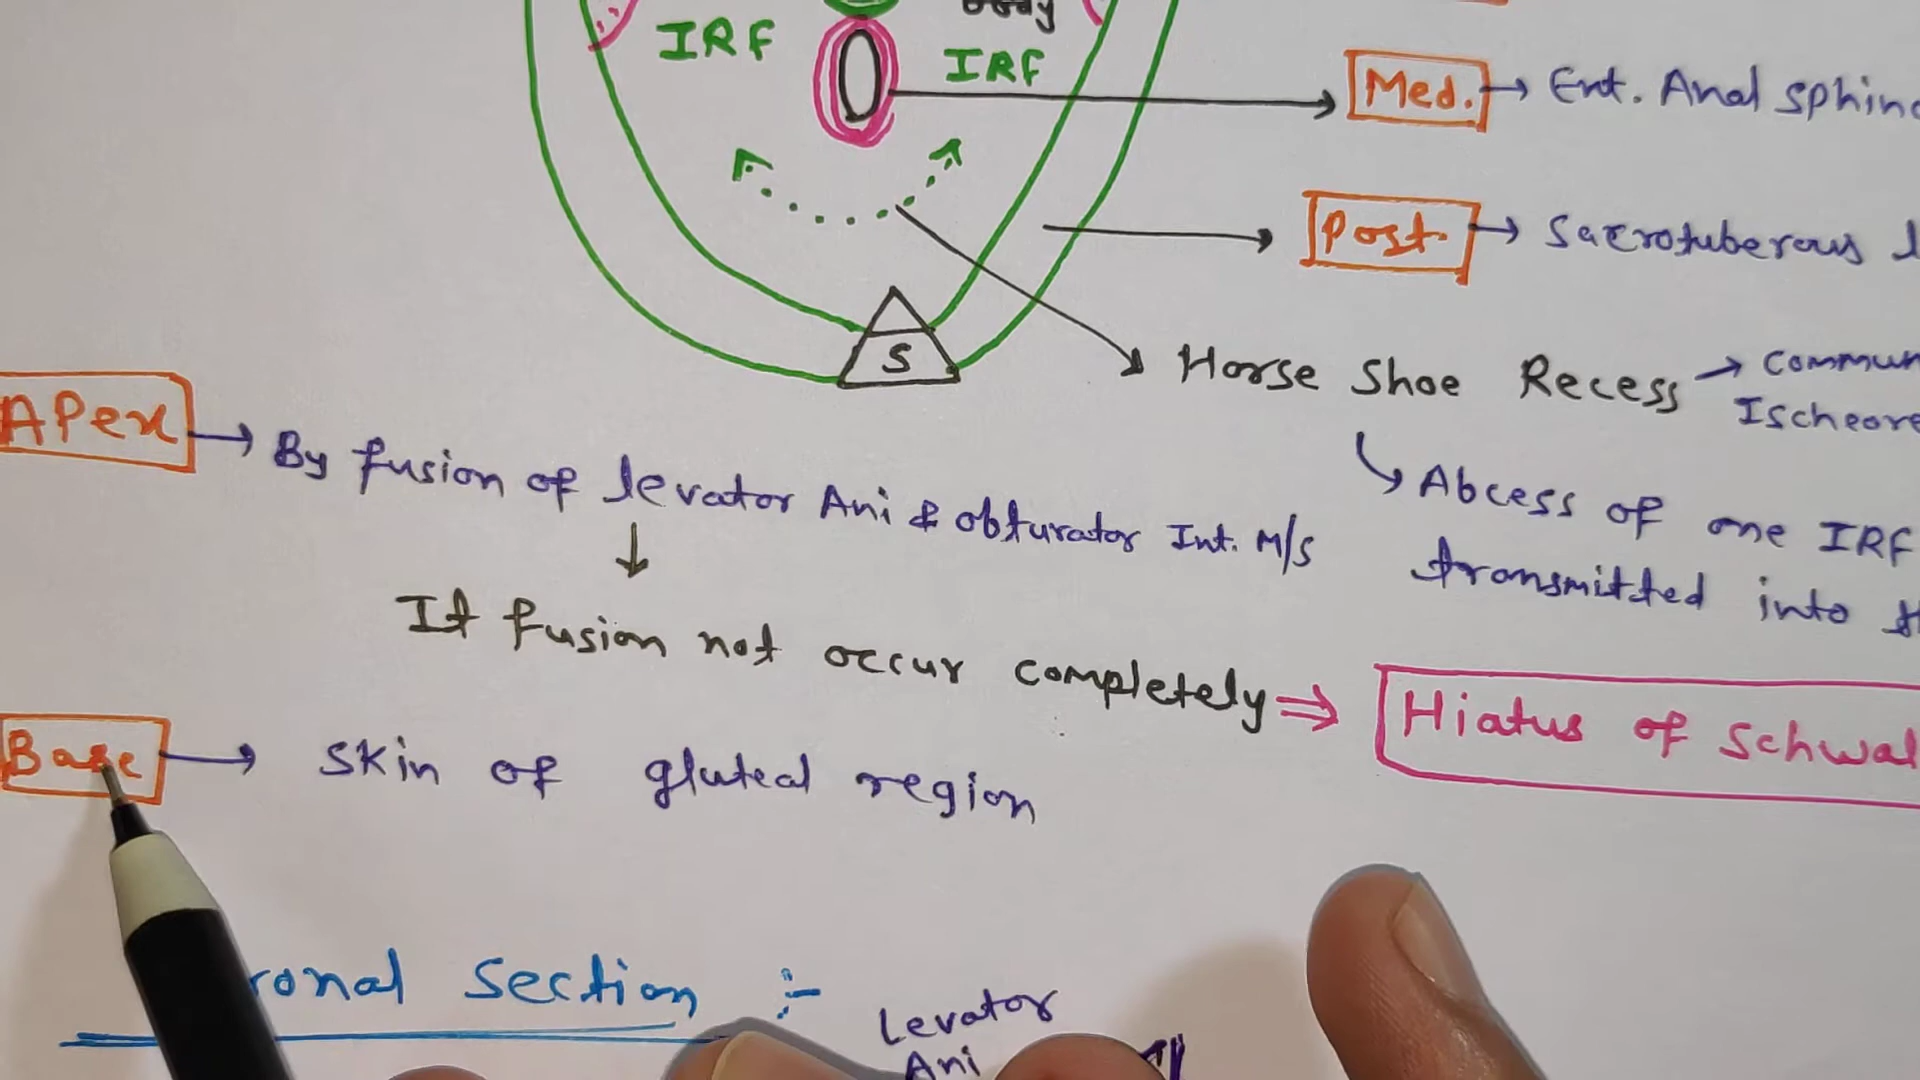 body
IRF
IRF
Med. → Ext. Anal sphinc
Post. → Sacrotuberous l
S
Horse Shoe Recess → commun
Ischeore
Apex → By fusion of levator Ani & obturator Int. M/S
Abcess of one IRF
transmitted into th
↓
If fusion not occur completely ⇒ Hiatus of Schwal
Base → Skin of gluteal region
ronal Section :-
Levator
Ani